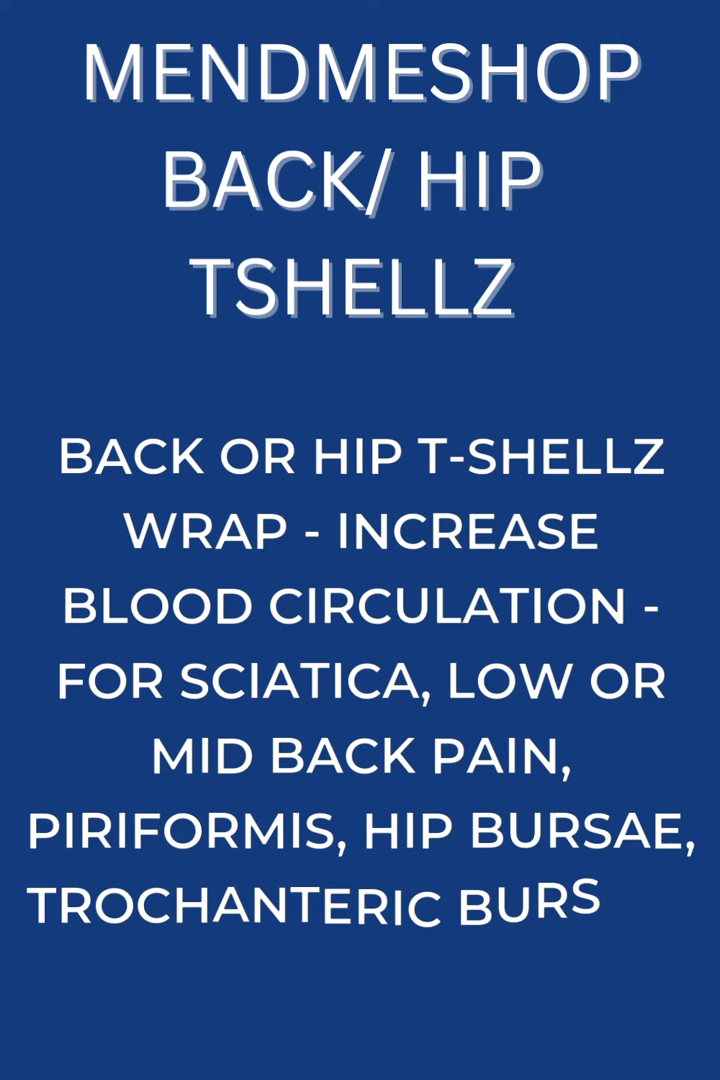 MENDMESHOP
BACK/ HIP
TSHELLZ
BACK OR HIP T-SHELLZ
WRAP - INCREASE
BLOOD CIRCULATION -
FOR SCIATICA, LOW OR
MID BACK PAIN,
PIRIFORMIS, HIP BURSAE,
TROCHANTERIC BURS